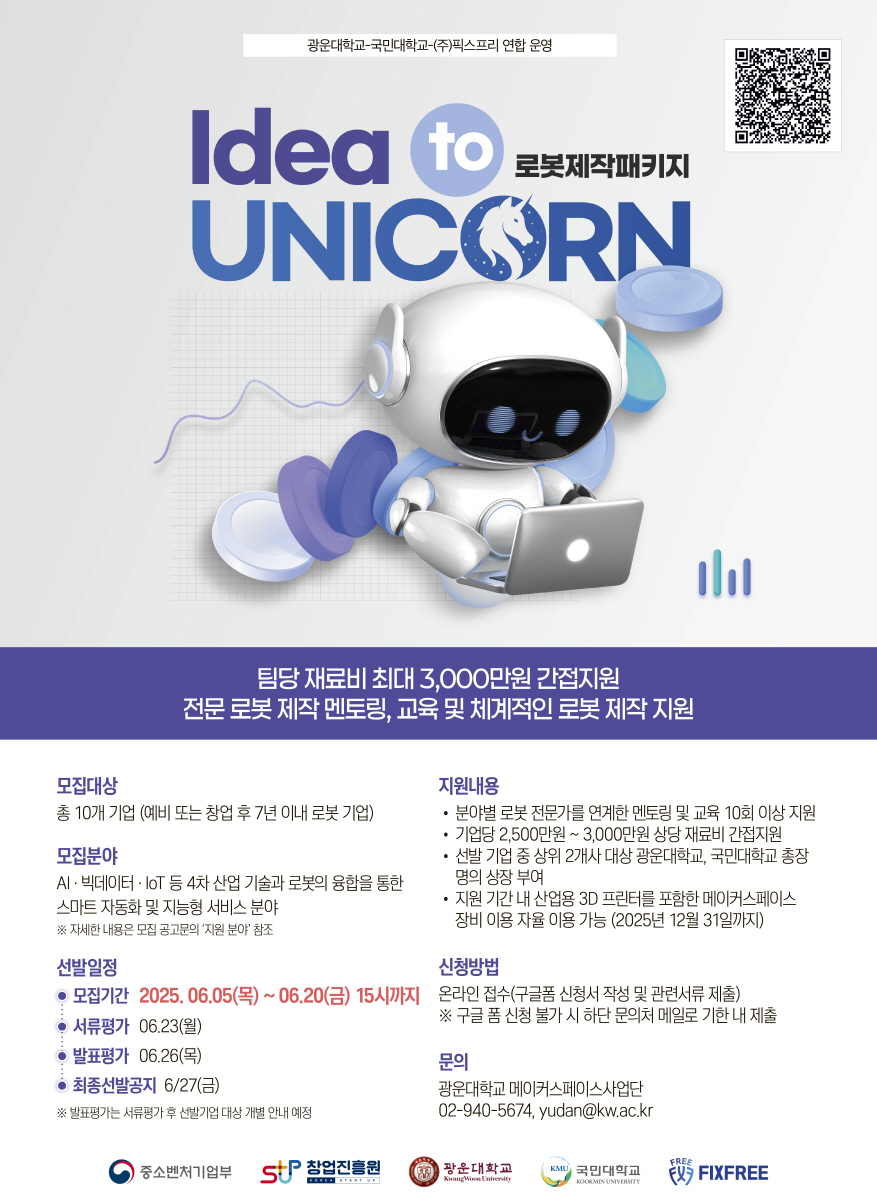 광운대학교-국민대학교-(주)픽스프리 연합 운영
Idea to 로봇제작패키지
UNICORN
팀당 재료비 최대 3,000만원 간접지원
전문 로봇 제작 멘토링, 교육 및 체계적인 로봇 제작 지원
모집대상
총 10개 기업 (예비 또는 창업 후 7년 이내 로봇 기업)
모집분야
AI · 빅데이터 · IoT 등 4차 산업 기술과 로봇의 융합을 통한
스마트 자동화 및 지능형 서비스 분야
※ 자세한 내용은 모집 공고문의 '지원 분야' 참조
선발일정
모집기간 2025. 06.05(목) ~ 06.20(금) 15시까지
서류평가 06.23(월)
발표평가 06.26(목)
최종선발공지 6/27(금)
※ 발표평가는 서류평가 후 선발기업 대상 개별 안내 예정
지원내용
• 분야별 로봇 전문가를 연계한 멘토링 및 교육 10회 이상 지원
• 기업당 2,500만원 ~ 3,000만원 상당 재료비 간접지원
• 선발 기업 중 상위 2개사 대상 광운대학교, 국민대학교 총장
명의 상장 부여
• 지원 기간 내 산업용 3D 프린터를 포함한 메이커스페이스
장비 이용 자율 이용 가능 (2025년 12월 31일까지)
신청방법
온라인 접수(구글폼 신청서 작성 및 관련서류 제출)
※ 구글 폼 신청 불가 시 하단 문의처 메일로 기한 내 제출
문의
광운대학교 메이커스페이스사업단
02-940-5674, yudan@kw.ac.kr
중소벤처기업부
창업진흥원
KOREA START UP
광운대학교
KwangWoon University
KMU
국민대학교
KOOKMIN UNIVERSITY
FREE
FIXFREE